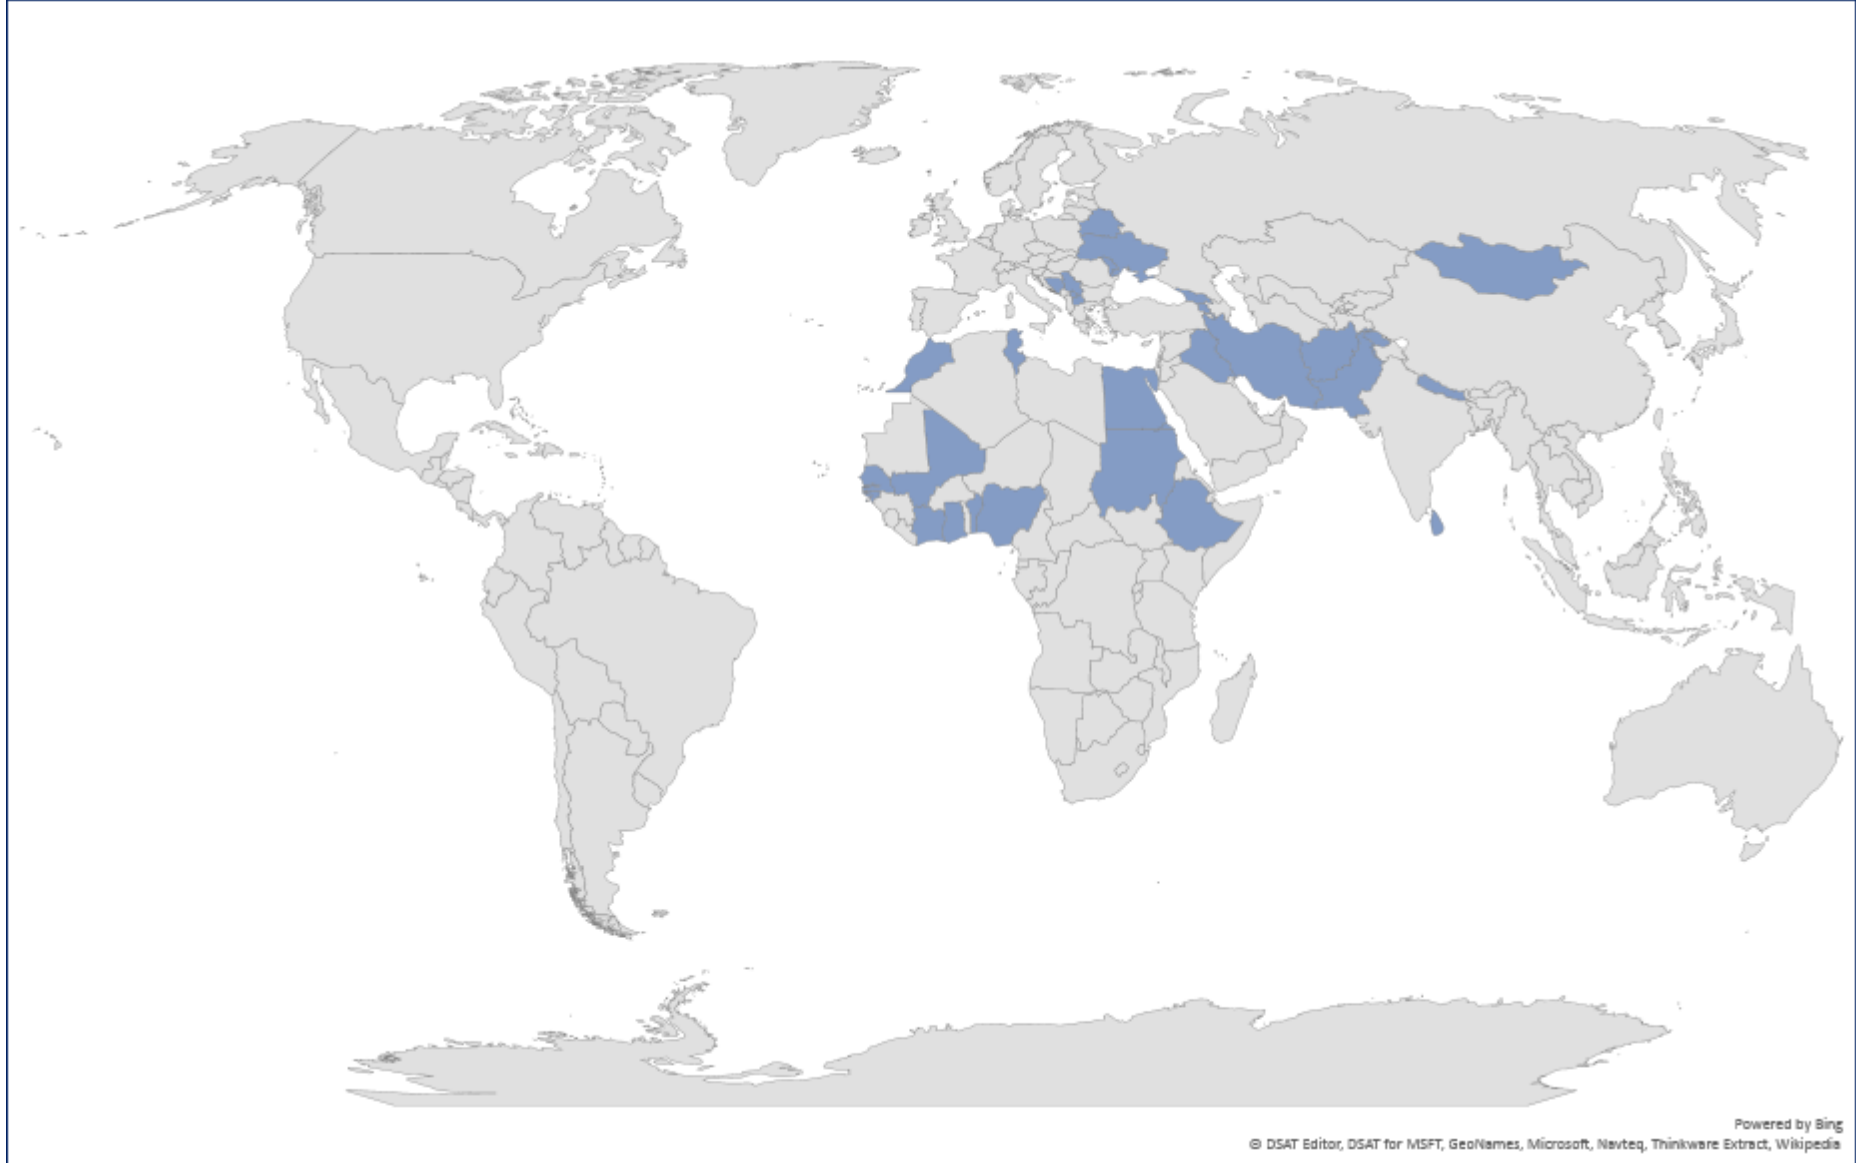 Powered by Bing
© DSAT Editor, DSAT for MSFT, GeoNames, Microsoft, Navteq, Thinkware Extract, Wikipedia